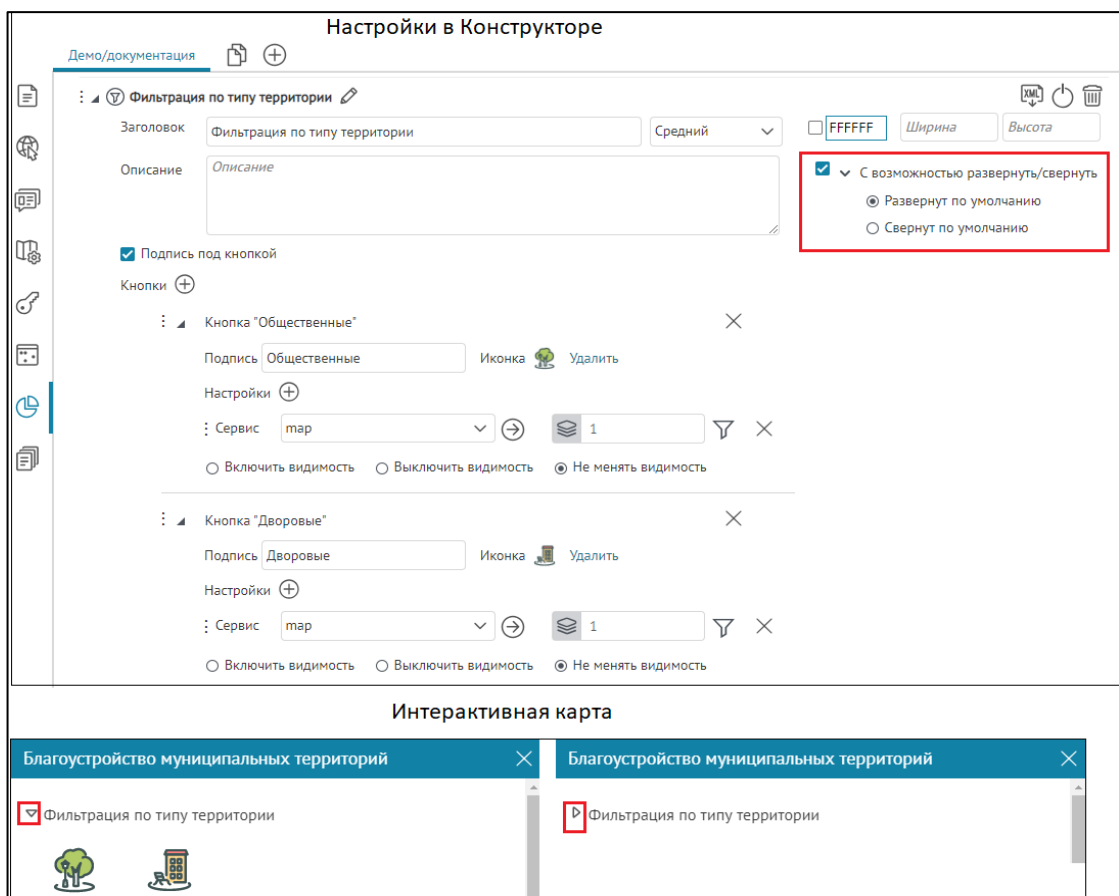 Настройки в Конструкторе
Демо/документация
Фильтрация по типу территории
XML
Заголовок Фильтрация по типу территории Средний FFFFFF Ширина Высота
Описание Описание
С возможностью развернуть/свернуть
Развернут по умолчанию
Свернут по умолчанию
Подпись под кнопкой
Кнопки
Кнопка "Общественные"
Подпись Общественные Иконка Удалить
Настройки
Сервис map 1
Включить видимость Выключить видимость Не менять видимость
Кнопка "Дворовые"
Подпись Дворовые Иконка Удалить
Настройки
Сервис map 1
Включить видимость Выключить видимость Не менять видимость
Интерактивная карта
Благоустройство муниципальных территорий Благоустройство муниципальных территорий
Фильтрация по типу территории Фильтрация по типу территории